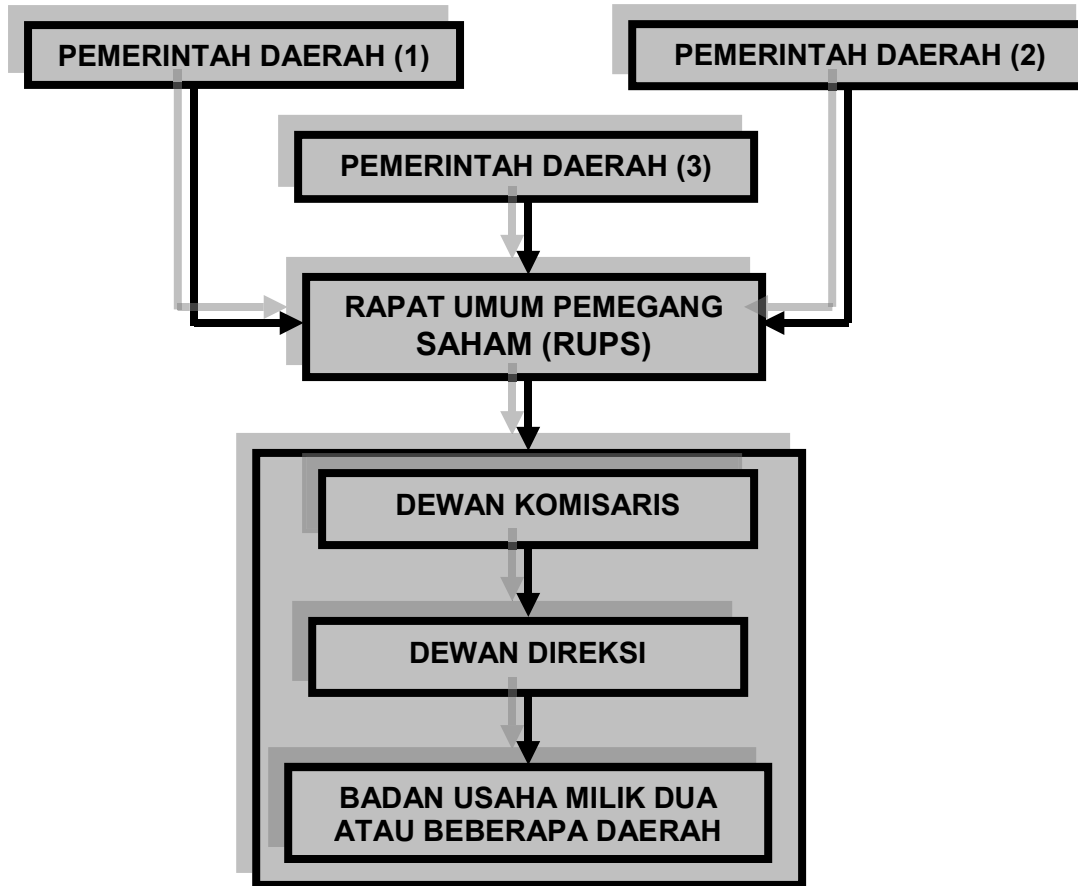 PEMERINTAH DAERAH (1)
PEMERINTAH DAERAH (2)
PEMERINTAH DAERAH (3)
RAPAT UMUM PEMEGANG
SAHAM (RUPS)
DEWAN KOMISARIS
DEWAN DIREKSI
BADAN USAHA MILIK DUA
ATAU BEBERAPA DAERAH